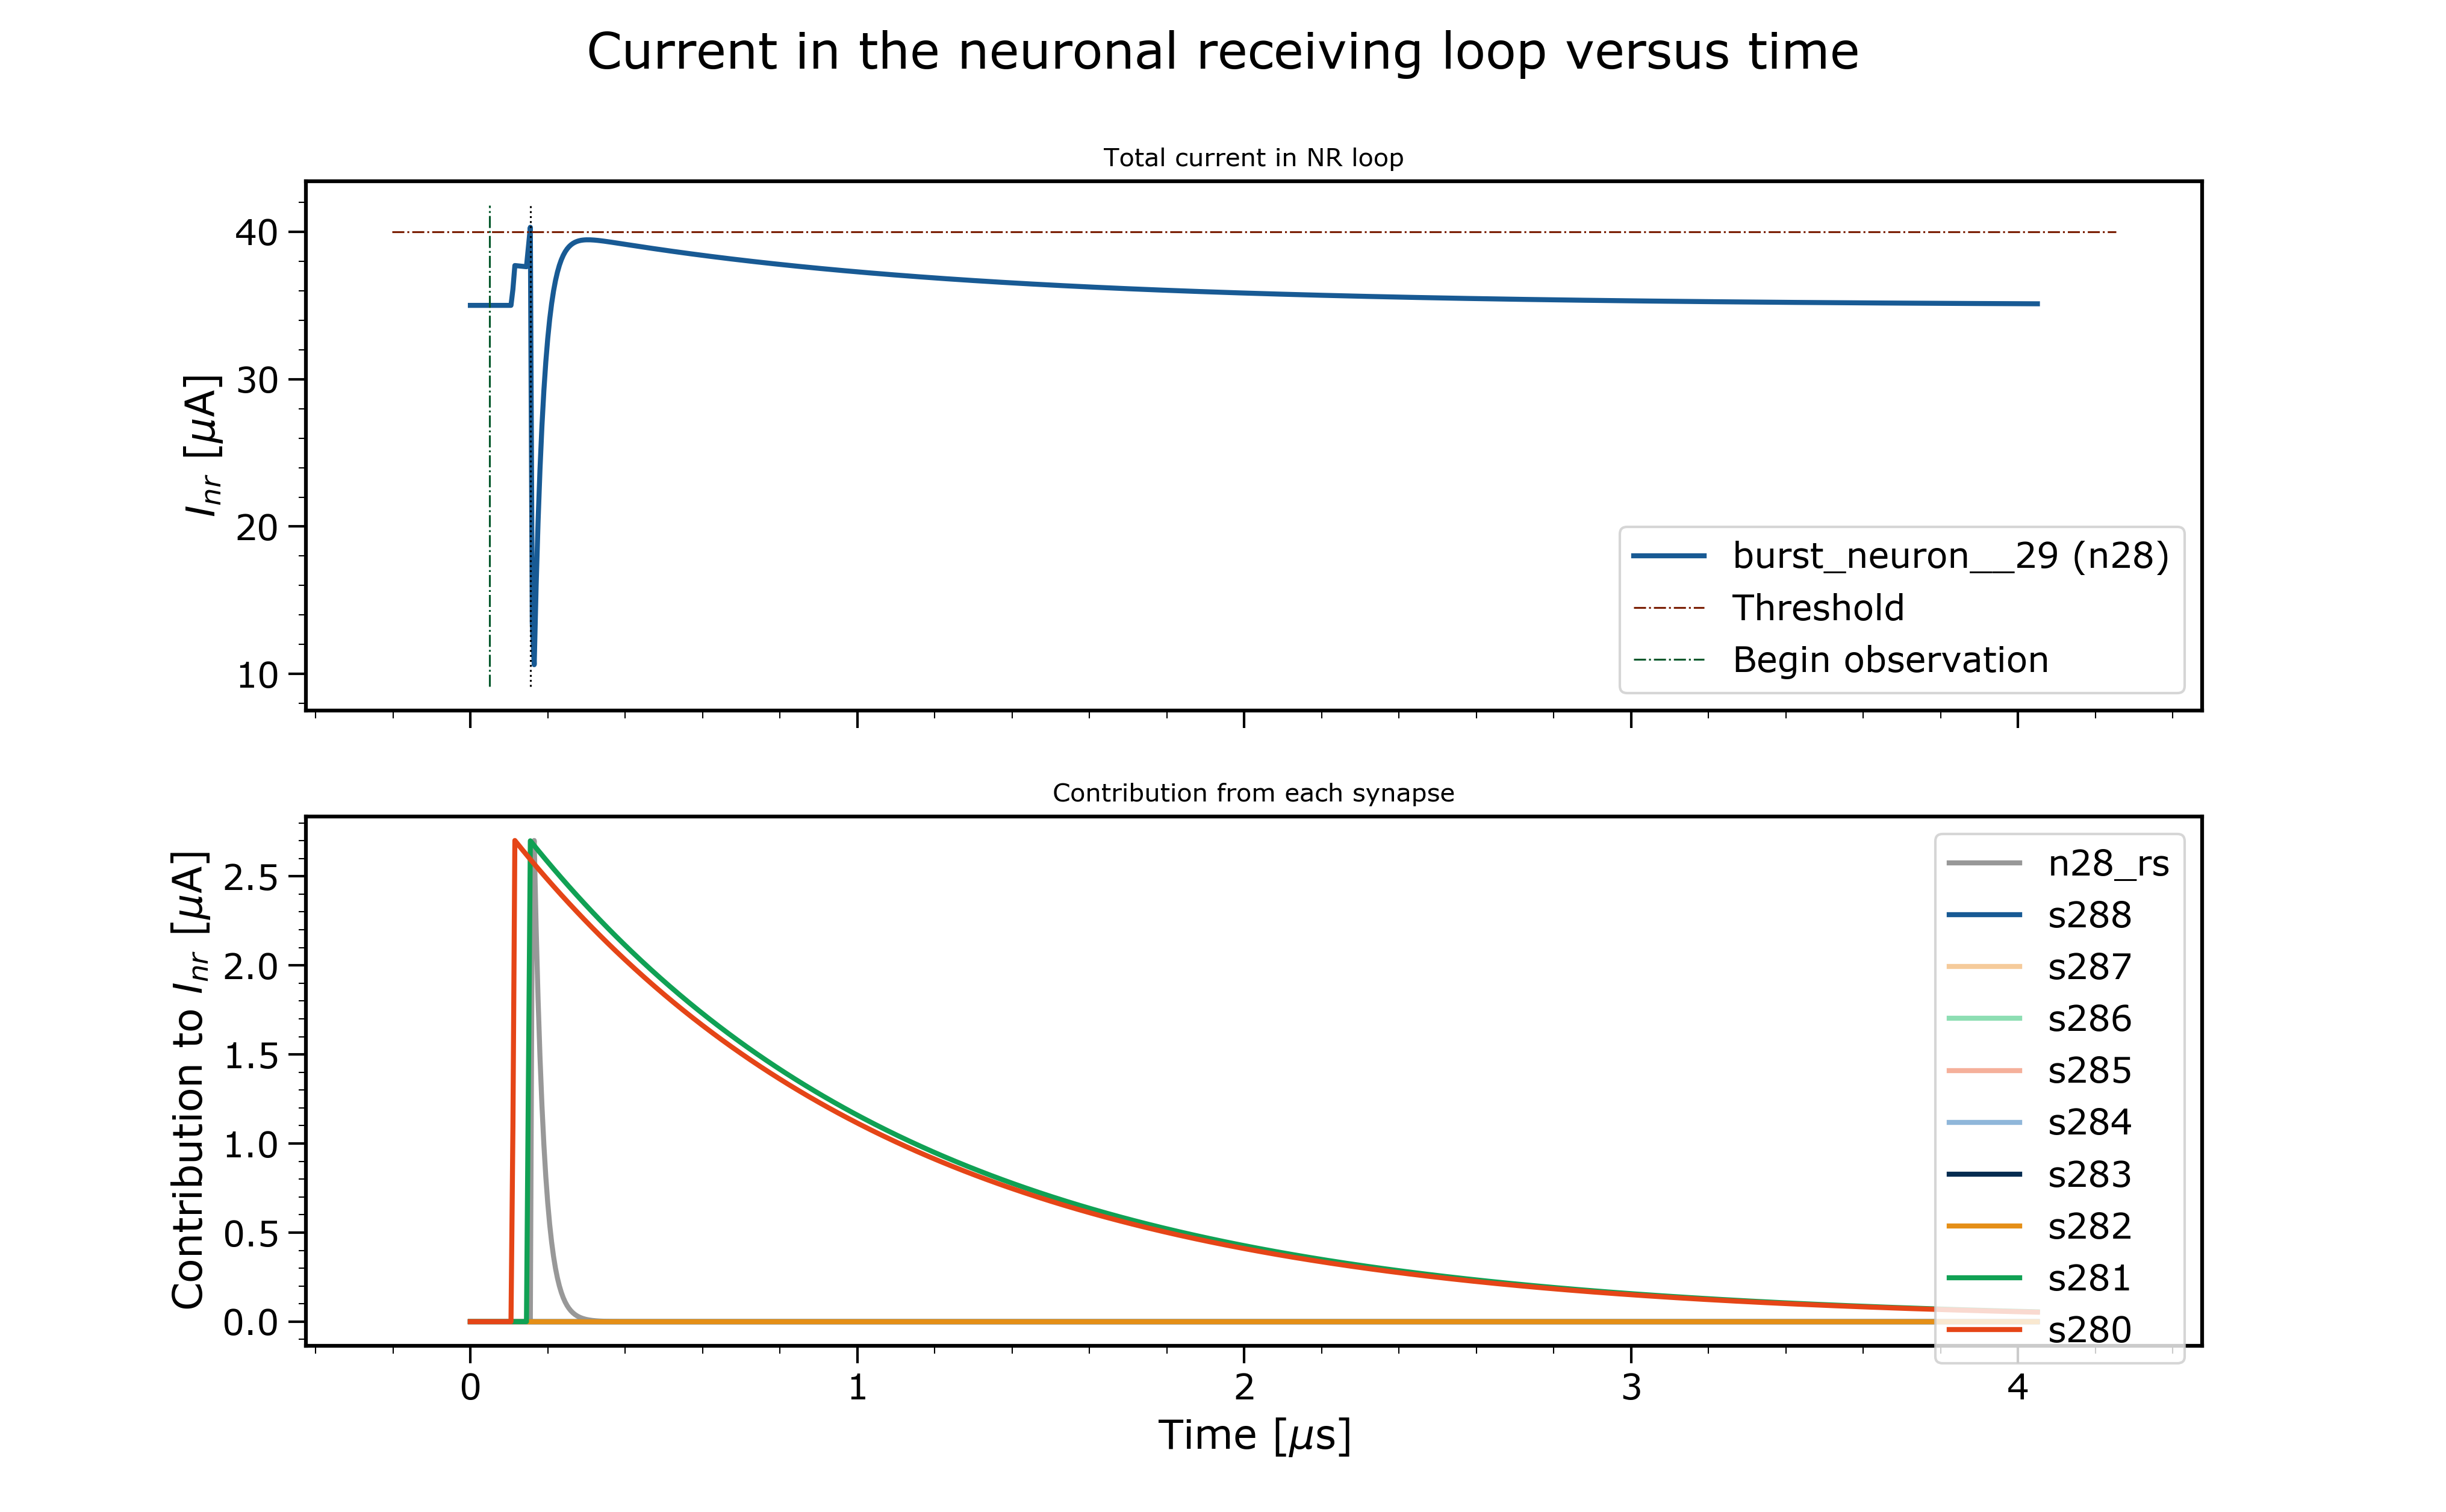 Current in the neuronal receiving loop versus time
Total current in NR loop
40
30
20
10
I_nr [μA]
burst_neuron__29 (n28)
Threshold
Begin observation
Contribution from each synapse
2.5
2.0
1.5
1.0
0.5
0.0
Contribution to I_nr [μA]
n28_rs
s288
s287
s286
s285
s284
s283
s282
s281
s280
0 1 2 3 4
Time [μs]